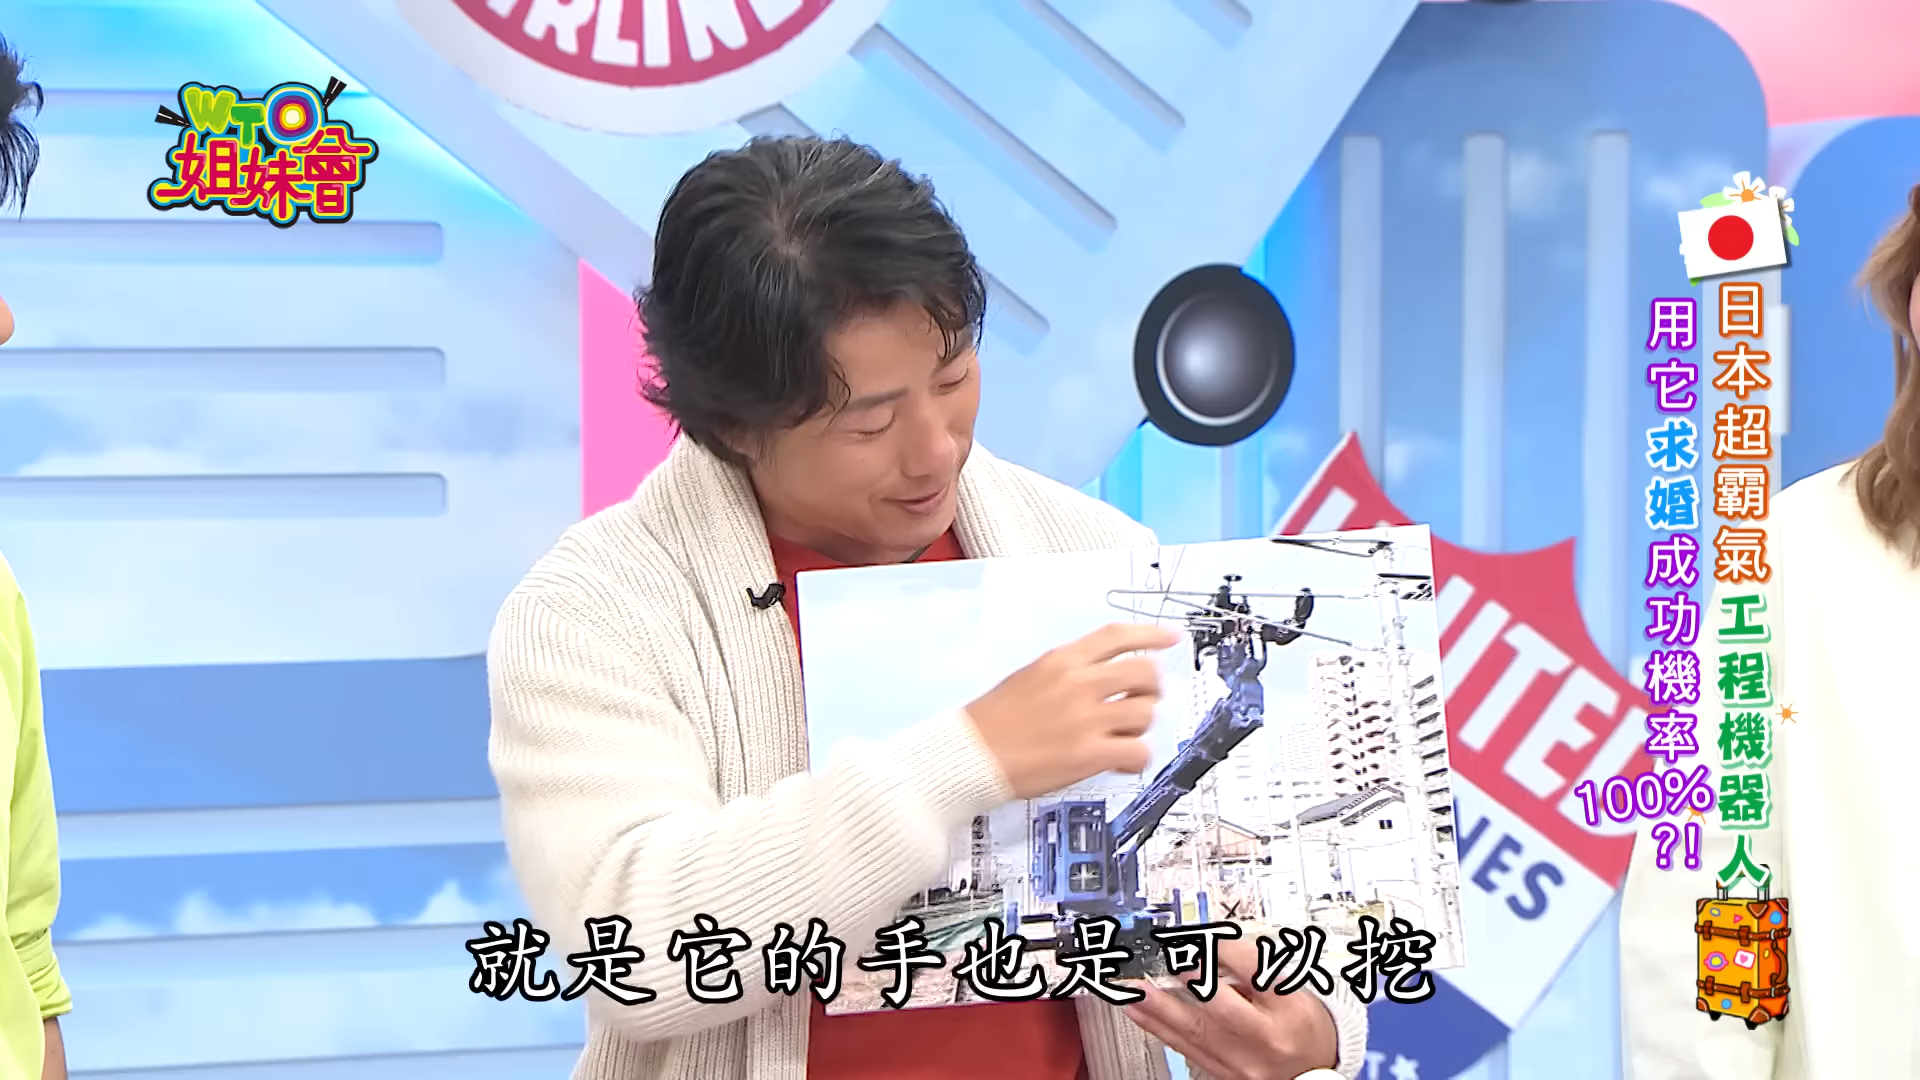 WTO
姐妹會
日本超霸氣工程機器人
用它求婚成功機率100%?!
UNITED
就是它的手也是可以挖